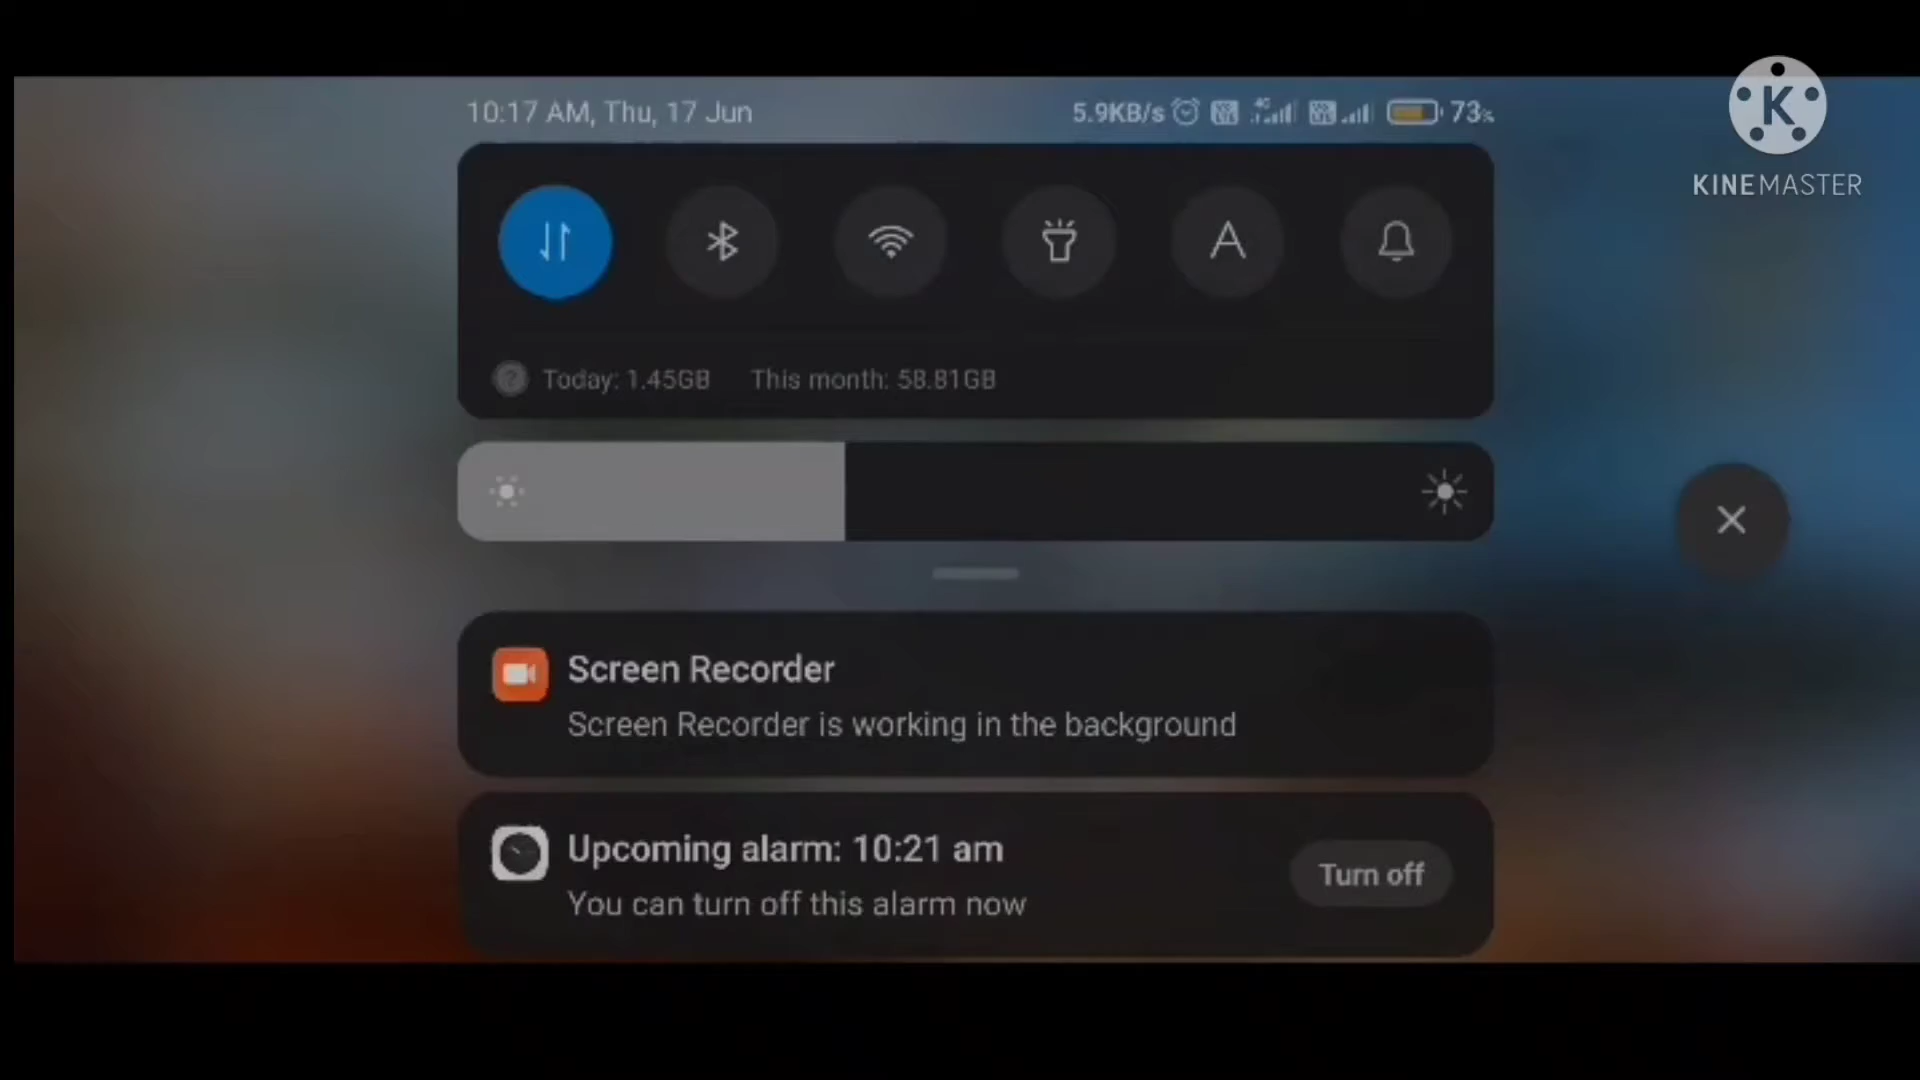 10:17 AM, Thu, 17 Jun
5.9KB/s 4G 73%
K
KINEMASTER
A
Today: 1.45GB This month: 58.81GB
Screen Recorder
Screen Recorder is working in the background
Upcoming alarm: 10:21 am
You can turn off this alarm now
Turn off